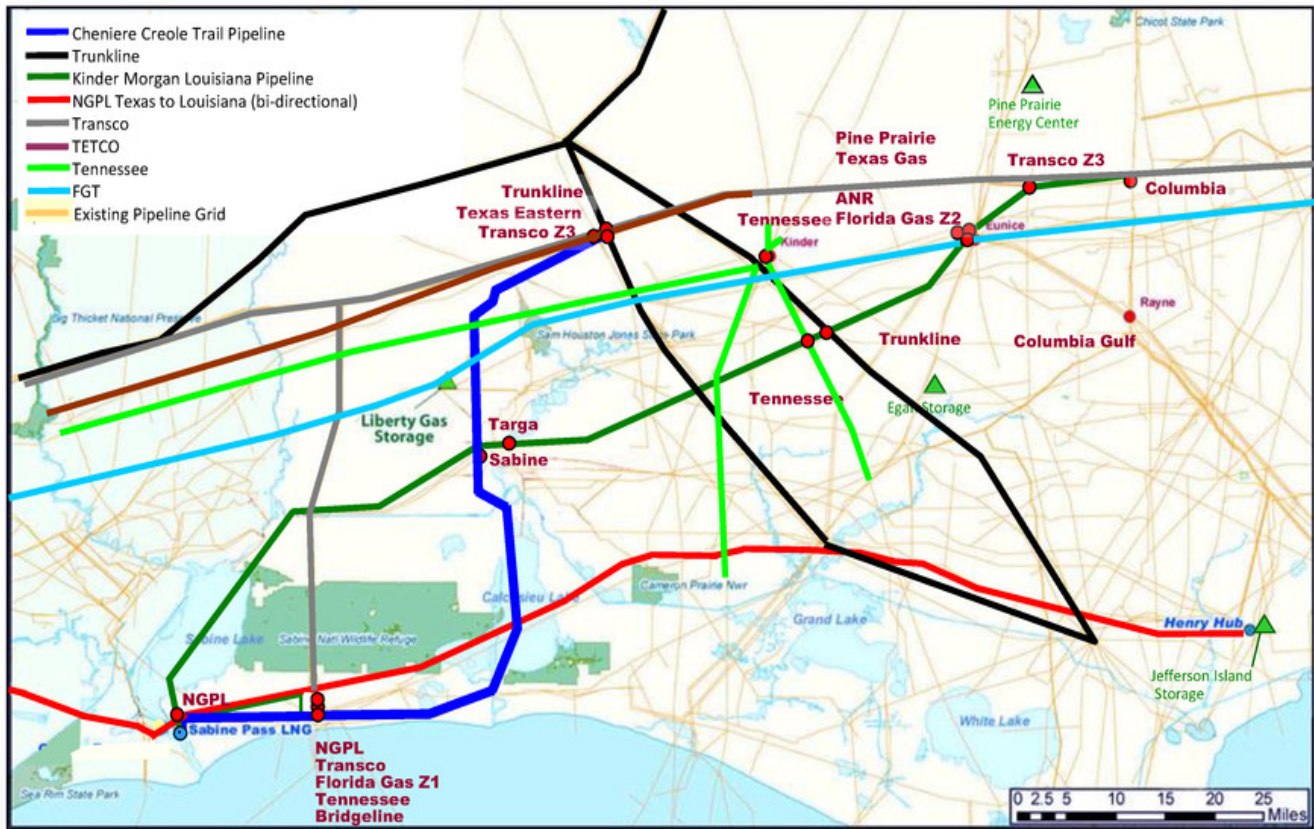 Cheniere Creole Trail Pipeline
Trunkline
Kinder Morgan Louisiana Pipeline
NGPL Texas to Louisiana (bi-directional)
Transco
TETCO
Tennessee
FGT
Existing Pipeline Grid
Chicot State Park
Pine Prairie
Energy Center
Pine Prairie
Texas Gas
Transco Z3
Columbia
Trunkline
Texas Eastern
Transco Z3
ANR
Tennessee
Florida Gas Z2
Eunice
Kinder
Big Thicket National Preserve
Sam Houston Jones State Park
Rayne
Trunkline
Columbia Gulf
Liberty Gas
Storage
Tennessee
Egan Storage
Targa
Sabine
Cameron Prairie Nwr
Calcasieu Lake
Grand Lake
Henry Hub
Sabine Lake
Sabine Natl Wildlife Refuge
Jefferson Island
Storage
NGPL
Sabine Pass LNG
White Lake
NGPL
Transco
Florida Gas Z1
Tennessee
Bridgeline
Sea Rim State Park
0 2.5 5 10 15 20 25
Miles